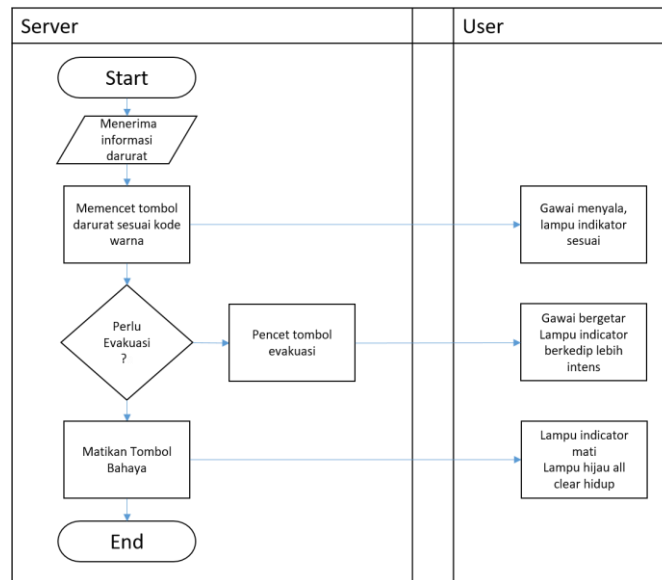 Server
User
Start
Menerima
informasi
darurat
Memencet tombol
darurat sesuai kode
warna
Gawai menyala,
lampu indikator
sesuai
Perlu
Evakuasi
?
Pencet tombol
evakuasi
Gawai bergetar
Lampu indicator
berkedip lebih
intens
Matikan Tombol
Bahaya
Lampu indicator
mati
Lampu hijau all
clear hidup
End